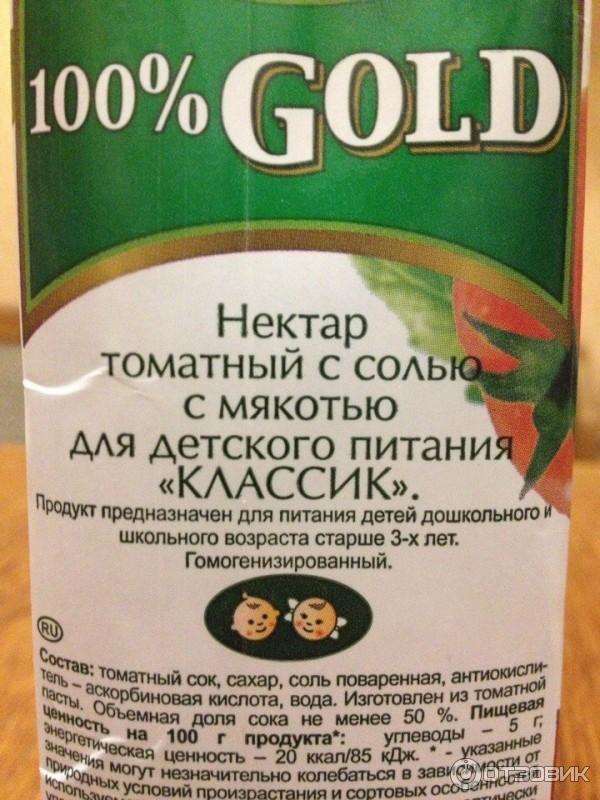 100% GOLD
Нектар
томатный с солью
с мякотью
для детского питания
«КЛАССИК».
Продукт предназначен для питания детей дошкольного и
школьного возраста старше 3-х лет.
Гомогенизированный.
RU
Состав: томатный сок, сахар, соль поваренная, антиокисли-
тель – аскорбиновая кислота, вода. Изготовлен из томатной
пасты. Объемная доля сока не менее 50 %. Пищевая
ценность на 100 г продукта*: углеводы – 5 г;
энергетическая ценность – 20 ккал/85 кДж. * - указанные
значения могут незначительно колебаться в зависимости от
природных условий произрастания и сортовых
отзовик